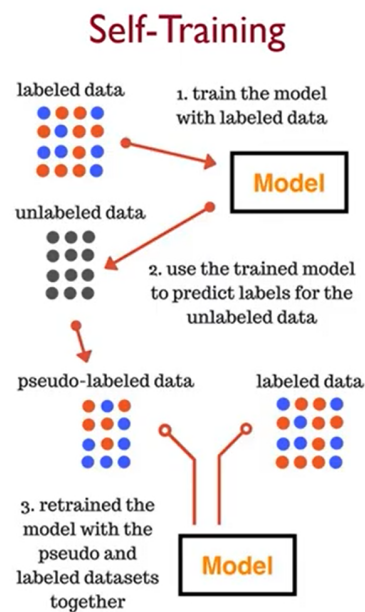 Self-Training
labeled data
1. train the model
with labeled data
Model
unlabeled data
2. use the trained model
to predict labels for the
unlabeled data
pseudo-labeled data
labeled data
3. retrained the
model with the
pseudo and
labeled datasets
together
Model